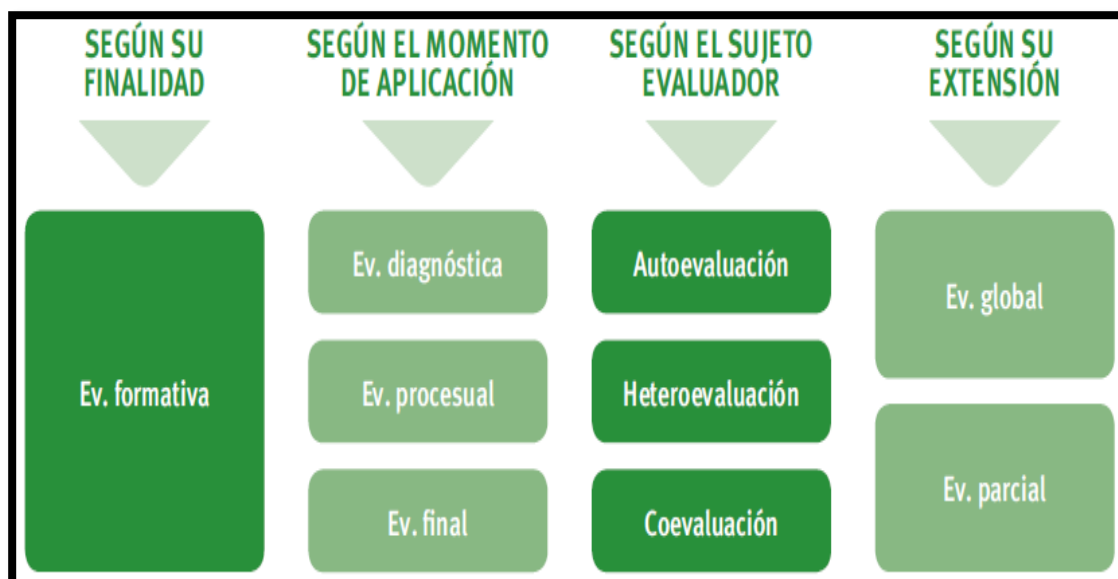 SEGÚN SU
FINALIDAD
SEGÚN EL MOMENTO
DE APLICACIÓN
SEGÚN EL SUJETO
EVALUADOR
SEGÚN SU
EXTENSIÓN
Ev. formativa
Ev. diagnóstica
Ev. procesual
Ev. final
Autoevaluación
Heteroevaluación
Coevaluación
Ev. global
Ev. parcial